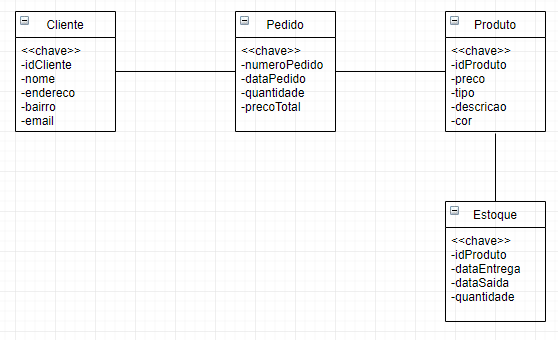 Cliente
<<chave>>
-idCliente
-nome
-endereco
-bairro
-email
Pedido
<<chave>>
-numeroPedido
-dataPedido
-quantidade
-precoTotal
Produto
<<chave>>
-idProduto
-preco
-tipo
-descricao
-cor
Estoque
<<chave>>
-idProduto
-dataEntrega
-dataSaida
-quantidade